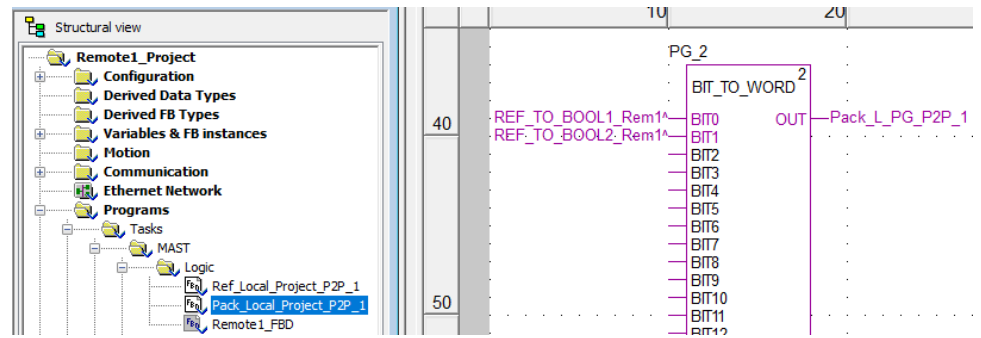 Structural view
Remote1_Project
Configuration
Derived Data Types
Derived FB Types
Variables & FB instances
Motion
Communication
Ethernet Network
Programs
Tasks
MAST
Logic
Ref_Local_Project_P2P_1
Pack_Local_Project_P2P_1
Remote1_FBD
10 20
PG_2
2
BIT_TO_WORD
40 REF_TO_BOOL1_Rem1^ BIT0 OUT Pack_L_PG_P2P_1
REF_TO_BOOL2_Rem1^ BIT1
BIT2
BIT3
BIT4
BIT5
BIT6
BIT7
BIT8
BIT9
50 BIT10
BIT11
BIT12